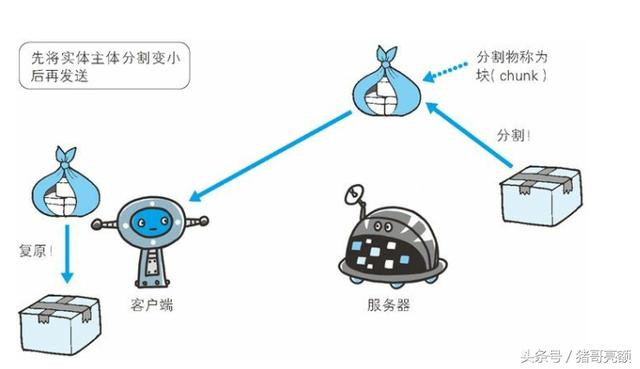 先将实体主体分割变小
后再发送
分割物称为
块(chunk)
分割!
复原!
客户端
服务器
头条号/猪哥亮额